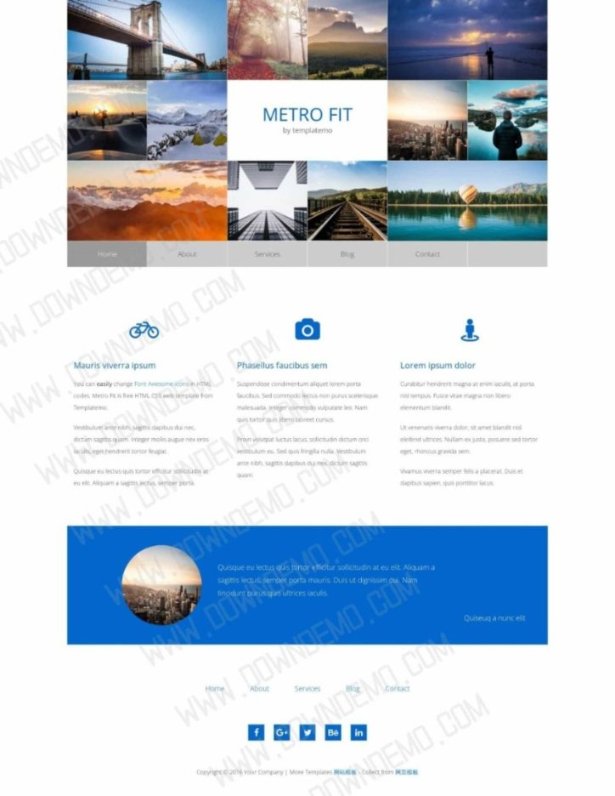 METRO FIT
by templatemo
Home
About
Services
Blog
Contact
Mauris viverra ipsum
You can easily change Font Awesome icons in HTML
codes. Metro Fit is free HTML CSS web template from
Templatemo.
Vestibulum ante nibh, sagittis dapibus dui nec,
dictum sagittis quam. Integer mollis augue nex eros
iaculis, eget hendrerit tortor feugiat.
Quisque eu lectus quis tortor efficitur sollicitudin at
eu elit. Aliquam a sagittis lectus, semper porta.
Phasellus faucibus sem
Suspendisse condimentum aliquet lorem porta
faucibus. Sed commodo lectus non purus scelerisque
malesuada. Integer commodo vulputate leo. Nam
quis tortor quis libero laoreet cursus.
Proin volutpat luctus lacus, sollicitudin dictum orci
vestibulum eu. Sed quis fringilla nulla. Vestibulum
ante nibh, sagittis dapibus dui nec, dictum sagittis
quam.
Lorem ipsum dolor
Curabitur hendrerit magna at enim iaculis, at porta
nisl tempus. Fusce vitae magna non libero
elementum blandit.
Ut venenatis viverra dolor, sit amet blandit nisl
eleifend ultrices. Nullam ex justo, posuere sed tortor
eget, rhoncus gravida sem.
Vivamus viverra semper felis a placerat. Duis et
dapibus sapien, quis porttitor lacus.
Quisque eu lectus quis tortor efficitur sollicitudin at eu elit. Aliquam a
sagittis lectus, semper porta mauris. Duis ut dignissim dui. Nam
tincidunt purus quis ultrices iaculis.
Quiseuq a nunc elit
Home
About
Services
Blog
Contact
Copyright © 2016 Your Company | More Templates 网站模板 - Collect from 网页模板
WWW.DOWNDEMO.COM